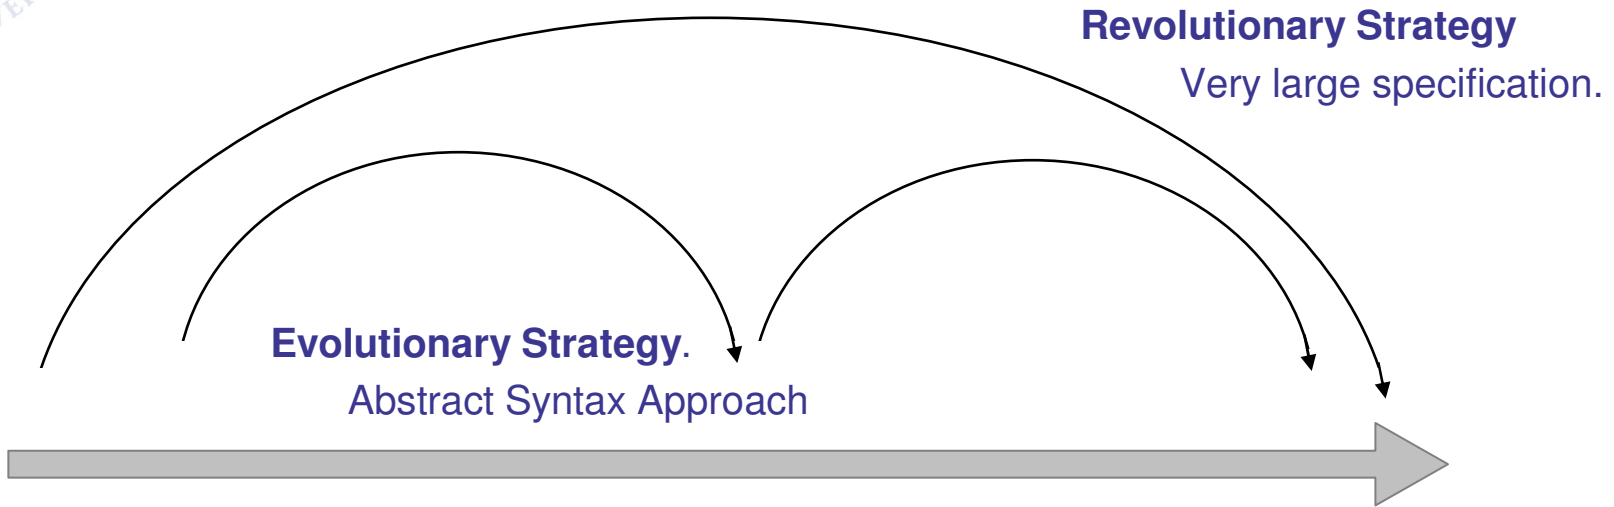 Revolutionary Strategy
Very large specification.
Evolutionary Strategy.
Abstract Syntax Approach